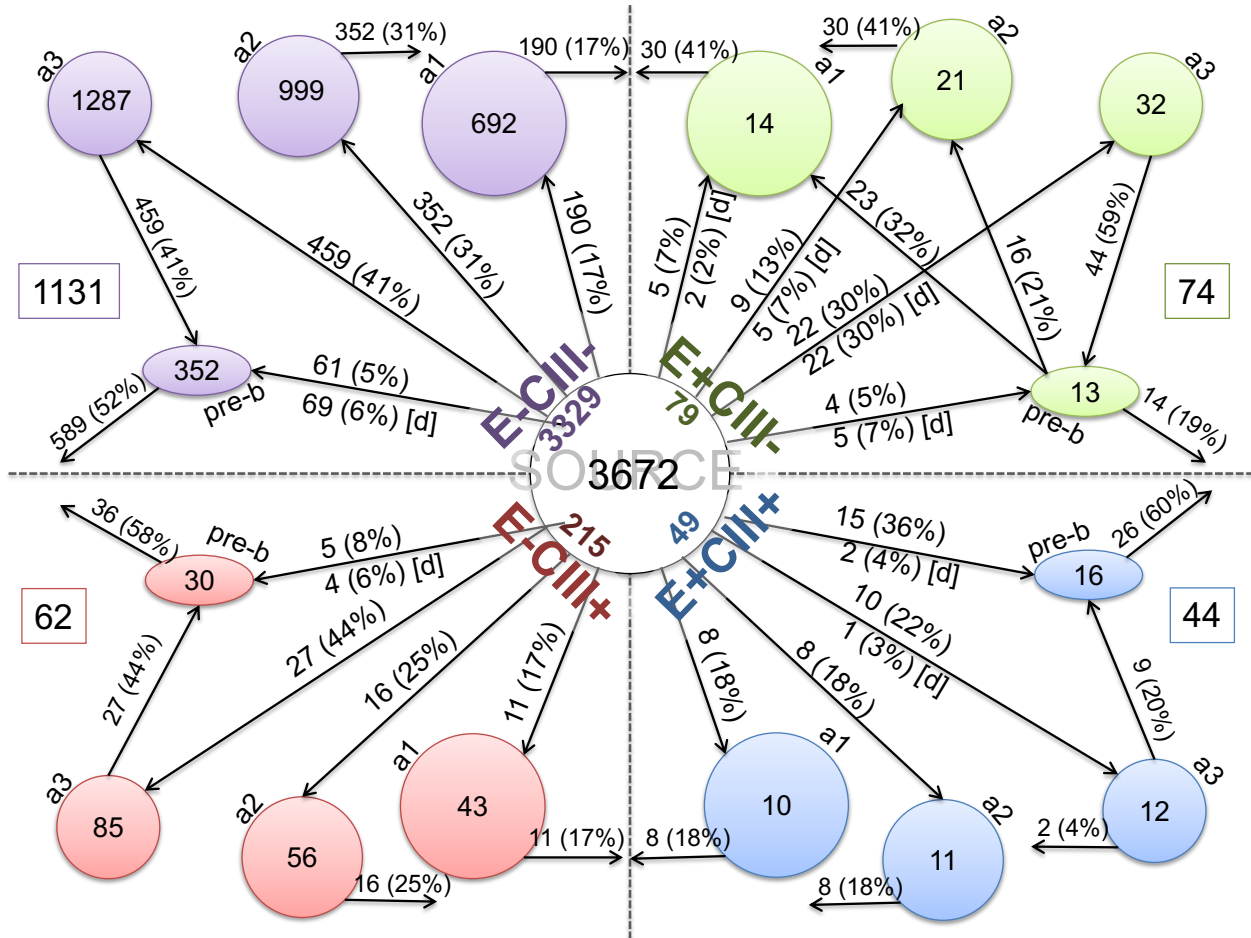 a3
1287
a2
999
352 (31%)
a1
692
190 (17%)
459 (41%)
459 (41%)
352 (31%)
190 (17%)
1131
352
pre-b
61 (5%)
69 (6%) [d]
589 (52%)
E-CIII-
3329
30 (41%)
a1
14
30 (41%)
a2
21
a3
32
5 (7%)
2 (2%) [d]
9 (13%)
5 (7%) [d]
23 (32%)
22 (30%)
22 (30%) [d]
16 (21%)
44 (59%)
74
4 (5%)
5 (7%) [d]
13
pre-b
14 (19%)
E+CIII-
79
SOURCE
3672
E-CIII+
215
36 (58%)
pre-b
30
5 (8%)
4 (6%) [d]
62
27 (44%)
27 (44%)
16 (25%)
11 (17%)
a3
85
a2
56
16 (25%)
a1
43
11 (17%)
E+CIII+
49
15 (36%)
2 (4%) [d]
pre-b
16
26 (60%)
44
10 (22%)
1 (3%) [d]
8 (18%)
8 (18%)
9 (20%)
a1
10
8 (18%)
a2
11
8 (18%)
a3
12
2 (4%)